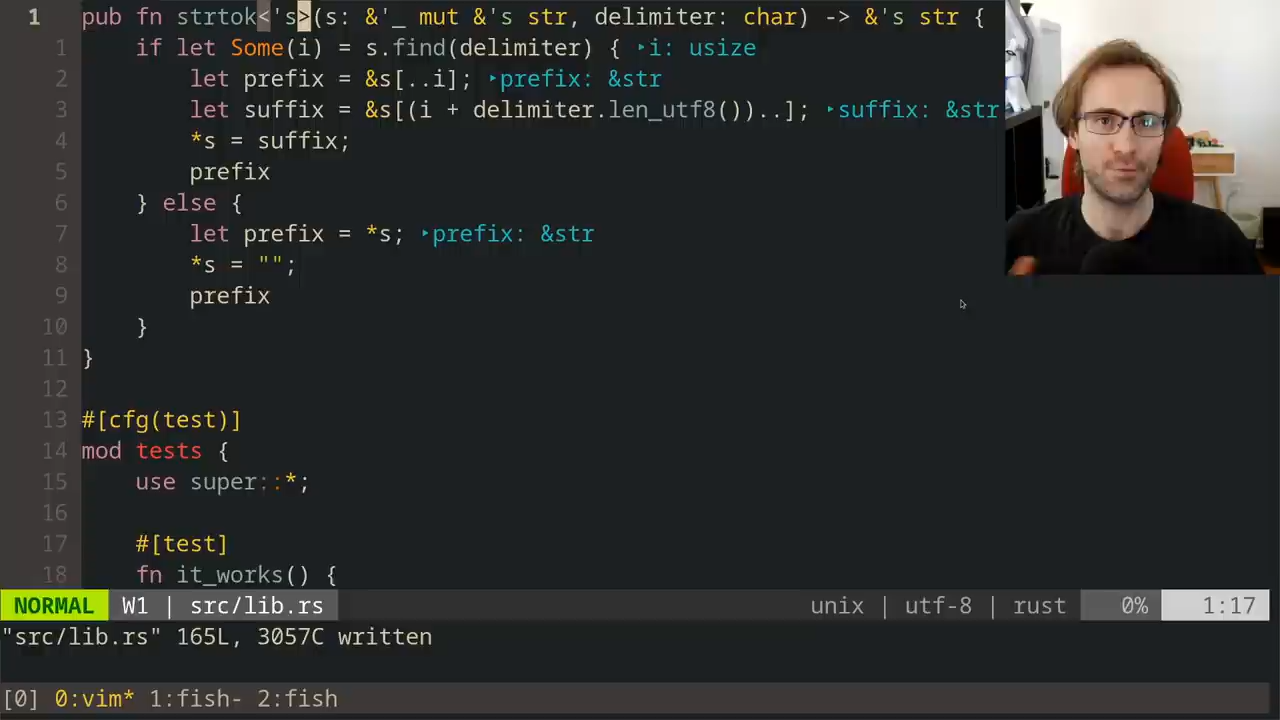 1 pub fn strtok<'s>(s: &'_ mut &'s str, delimiter: char) -> &'s str {
1 if let Some(i) = s.find(delimiter) { ‣i: usize
2 let prefix = &s[..i]; ‣prefix: &str
3 let suffix = &s[(i + delimiter.len_utf8())..]; ‣suffix: &str
4 *s = suffix;
5 prefix
6 } else {
7 let prefix = *s; ‣prefix: &str
8 *s = "";
9 prefix
10 }
11 }
12
13 #[cfg(test)]
14 mod tests {
15 use super::*;
16
17 #[test]
18 fn it_works() {
NORMAL W1 | src/lib.rs unix | utf-8 | rust 0% 1:17
"src/lib.rs" 165L, 3057C written
[0] 0:vim* 1:fish- 2:fish